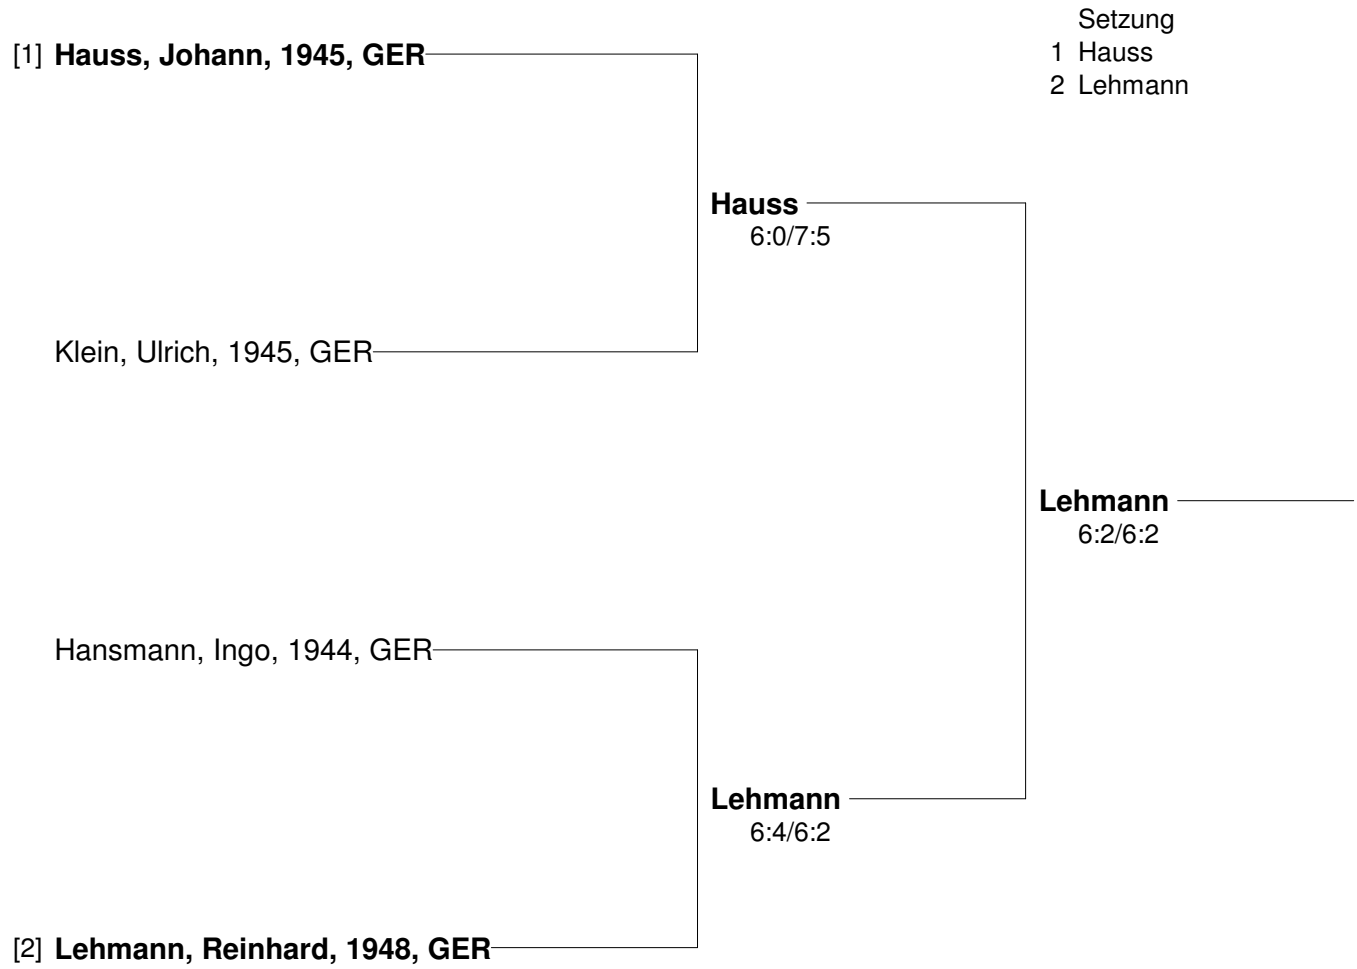 Setzung
1 Hauss
2 Lehmann
[1] Hauss, Johann, 1945, GER
Hauss
6:0/7:5
Klein, Ulrich, 1945, GER
Lehmann
6:2/6:2
Hansmann, Ingo, 1944, GER
Lehmann
6:4/6:2
[2] Lehmann, Reinhard, 1948, GER